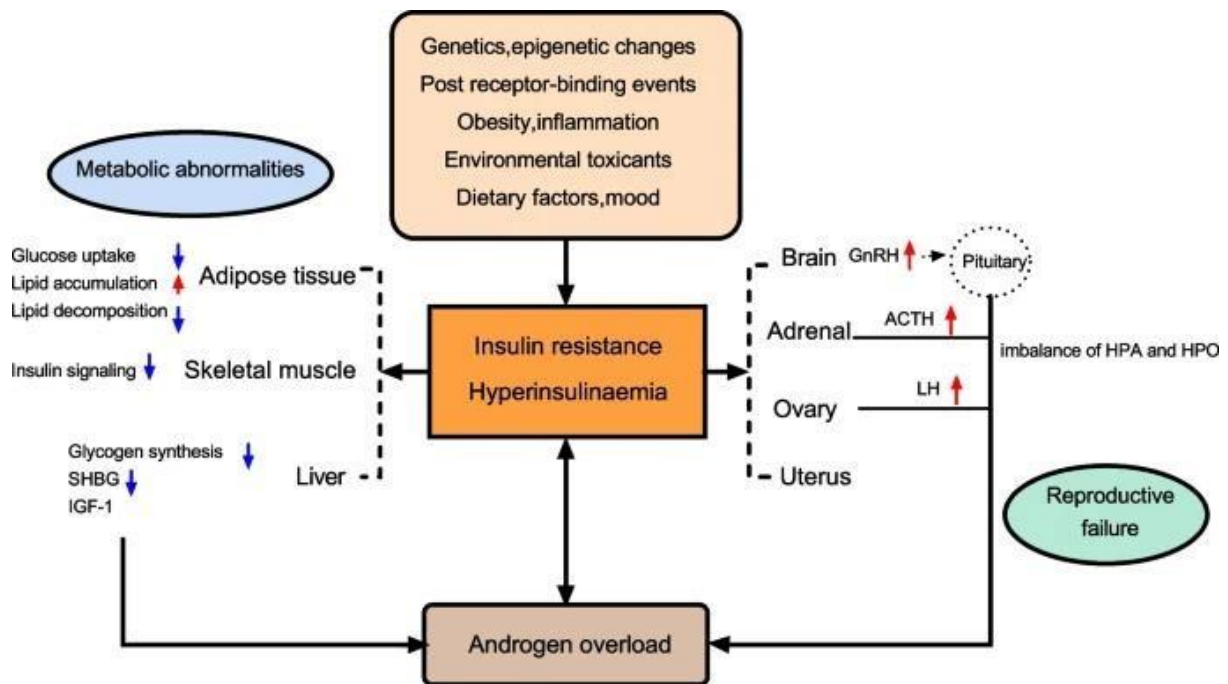 Genetics,epigenetic changes
Post receptor-binding events
Obesity,inflammation
Environmental toxicants
Dietary factors,mood
Metabolic abnormalities
Glucose uptake
Lipid accumulation
Lipid decomposition
Adipose tissue
Insulin signaling
Skeletal muscle
Glycogen synthesis
SHBG
IGF-1
Liver
Insulin resistance
Hyperinsulinaemia
Brain
GnRH
Pituitary
Adrenal
ACTH
imbalance of HPA and HPO
Ovary
LH
Uterus
Reproductive
failure
Androgen overload